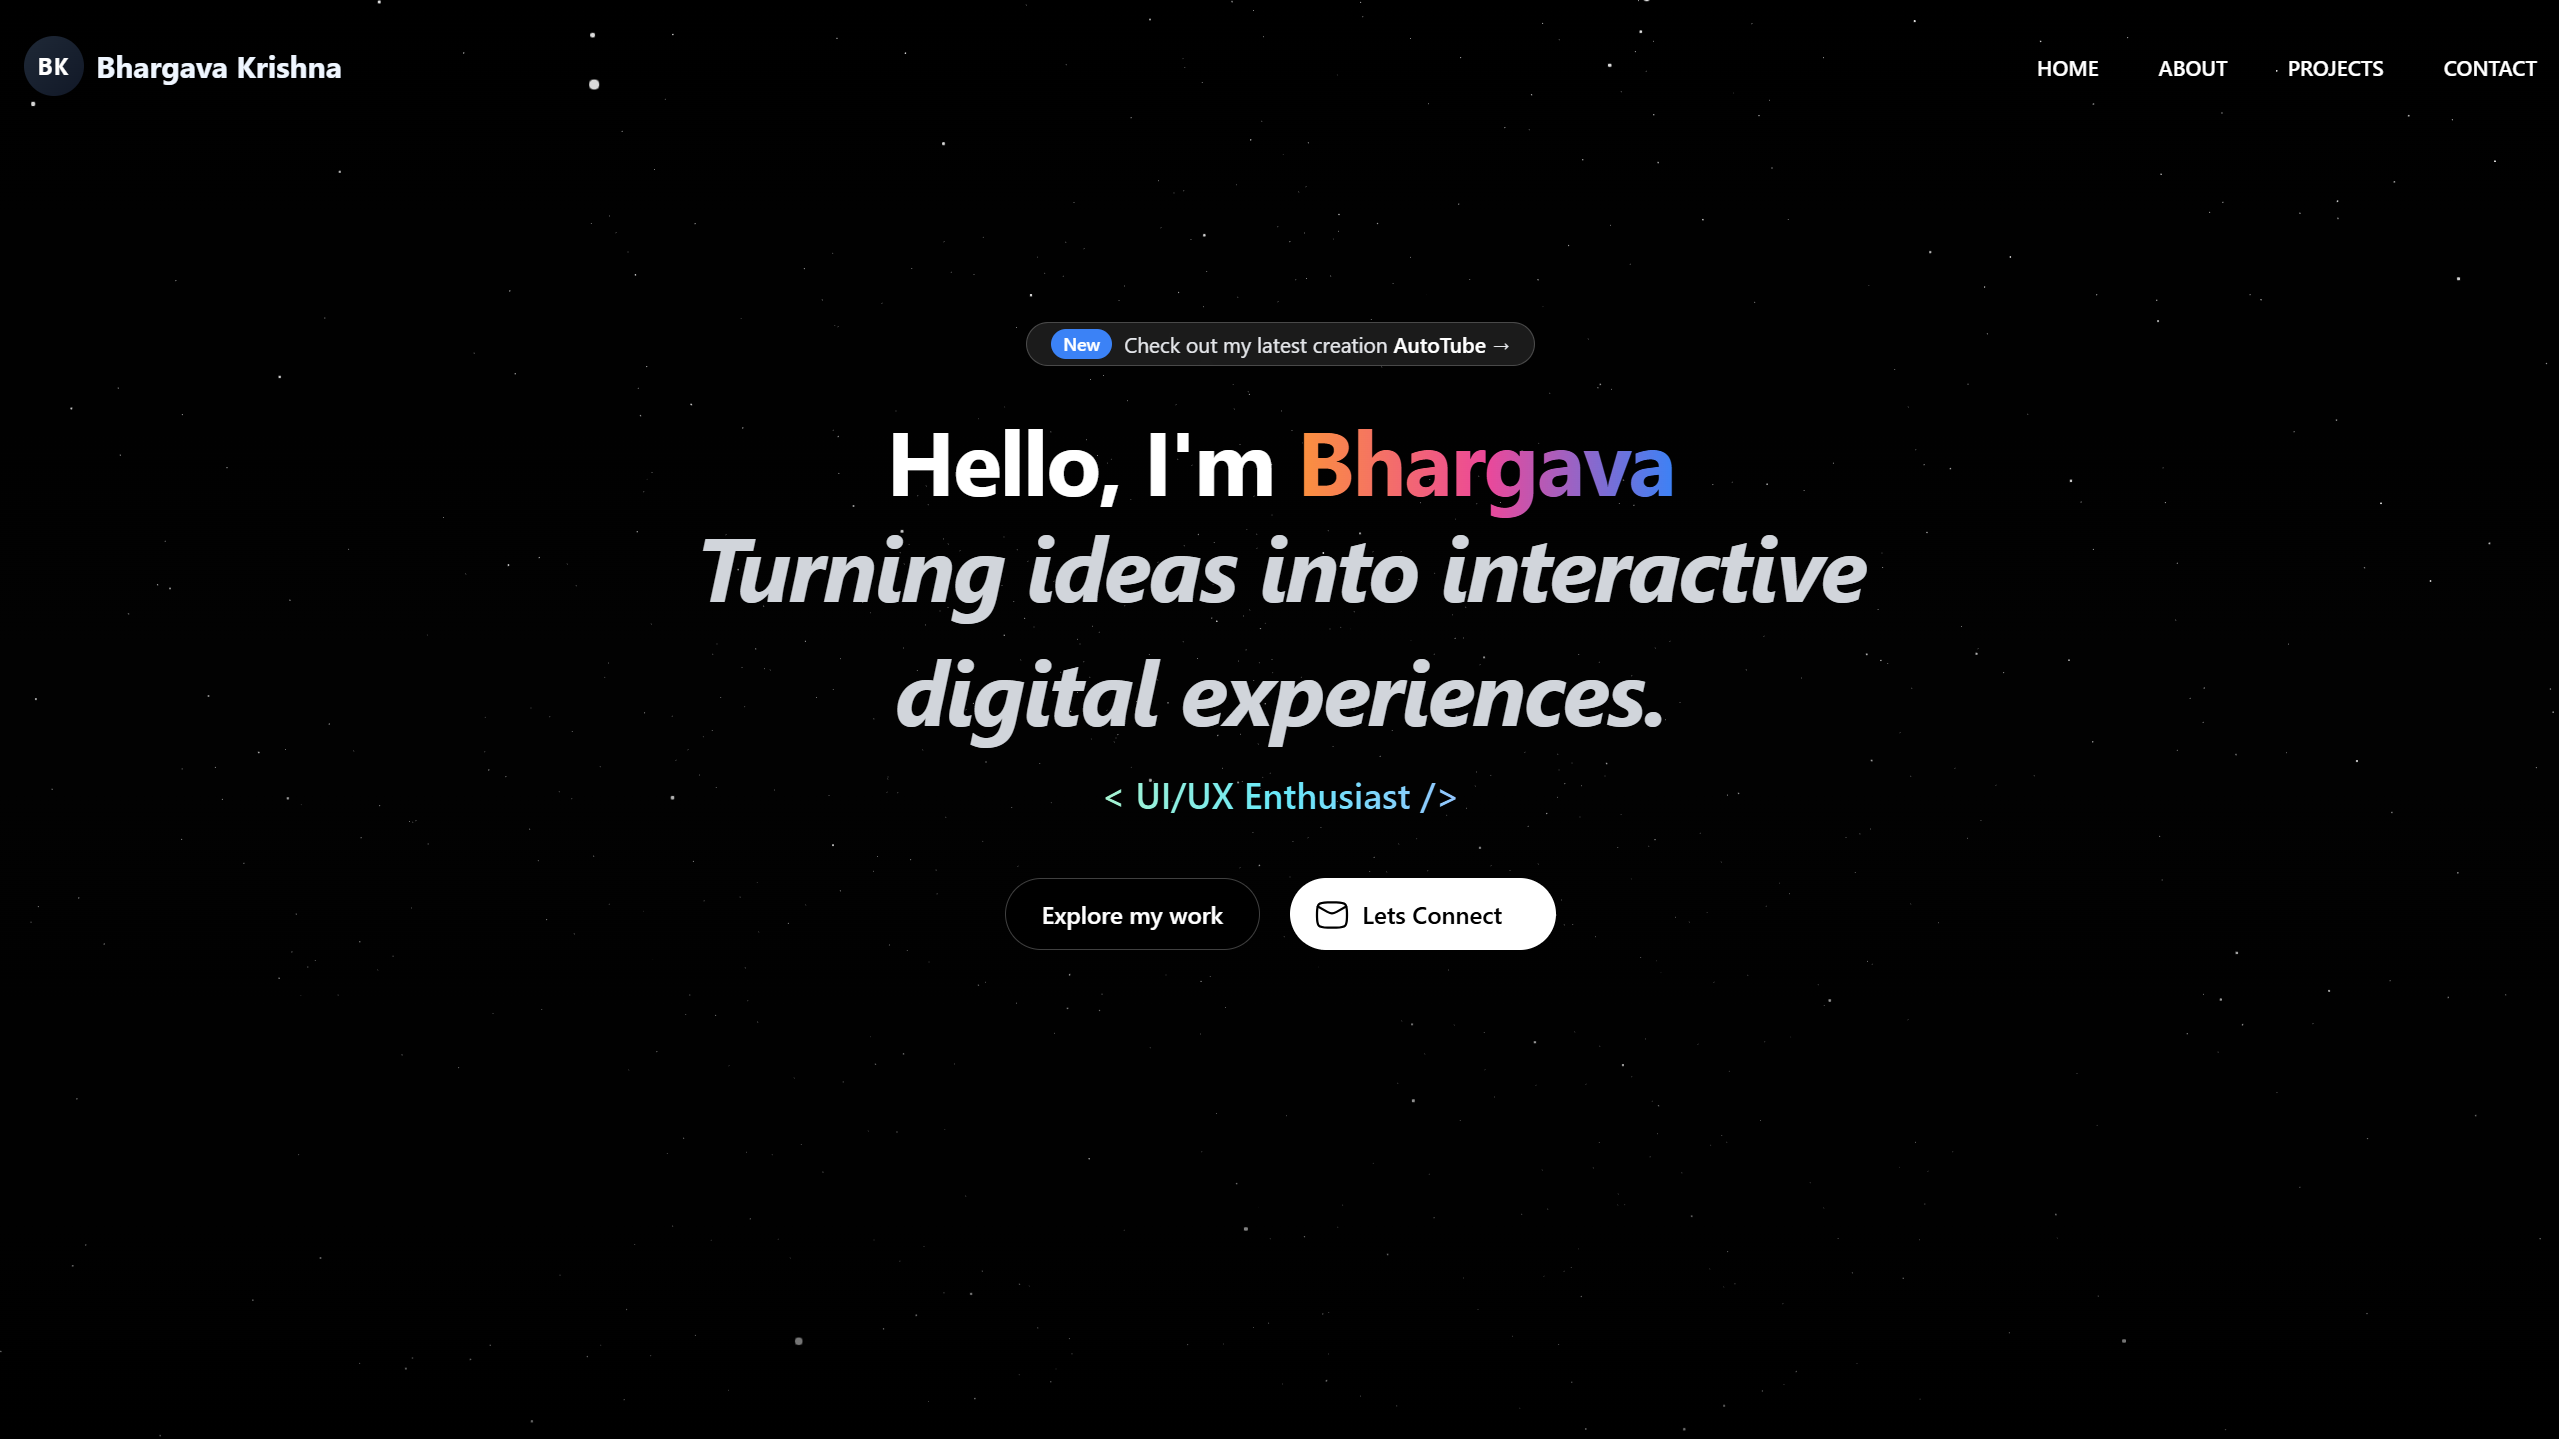 BK Bhargava Krishna
HOME ABOUT PROJECTS CONTACT
New Check out my latest creation AutoTube →
Hello, I'm Bhargava
Turning ideas into interactive
digital experiences.
< UI/UX Enthusiast />
Explore my work
Lets Connect